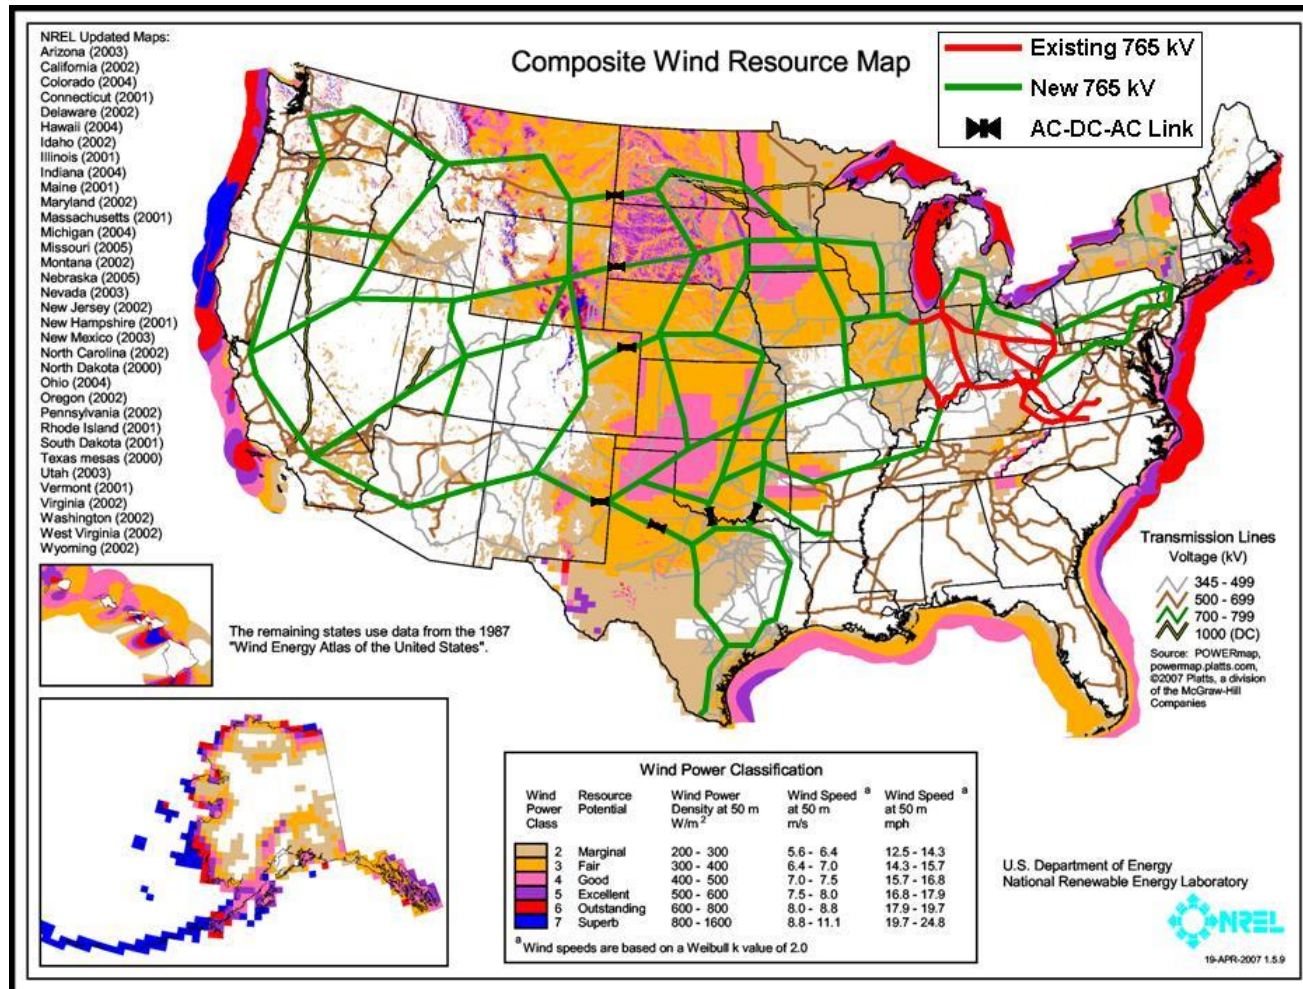 NREL Updated Maps:
Arizona (2003)
California (2002)
Colorado (2004)
Connecticut (2001)
Delaware (2002)
Hawaii (2004)
Idaho (2002)
Illinois (2001)
Indiana (2004)
Maine (2001)
Maryland (2002)
Massachusetts (2001)
Michigan (2004)
Missouri (2005)
Montana (2002)
Nebraska (2005)
Nevada (2003)
New Jersey (2002)
New Hampshire (2001)
New Mexico (2003)
North Carolina (2002)
North Dakota (2000)
Ohio (2004)
Oregon (2002)
Pennsylvania (2002)
Rhode Island (2001)
South Dakota (2001)
Texas mesas (2000)
Utah (2003)
Vermont (2001)
Virginia (2002)
Washington (2002)
West Virginia (2002)
Wyoming (2002)
Composite Wind Resource Map
Existing 765 kV
New 765 kV
AC-DC-AC Link
Transmission Lines
Voltage (kV)
345 - 499
500 - 699
700 - 799
1000 (DC)
Source: POWERmap,
powermap.platts.com,
©2007 Platts, a division
of the McGraw-Hill
Companies
The remaining states use data from the 1987
"Wind Energy Atlas of the United States".
Wind Power Classification
Wind Power Class Resource Potential Wind Power Density at 50 m W/m² Wind Speed ᵃ at 50 m m/s Wind Speed ᵃ at 50 m mph
2 Marginal 200 - 300 5.6 - 6.4 12.5 - 14.3
3 Fair 300 - 400 6.4 - 7.0 14.3 - 15.7
4 Good 400 - 500 7.0 - 7.5 15.7 - 16.8
5 Excellent 500 - 600 7.5 - 8.0 16.8 - 17.9
6 Outstanding 600 - 800 8.0 - 8.8 17.9 - 19.7
7 Superb 800 - 1600 8.8 - 11.1 19.7 - 24.8
ᵃ Wind speeds are based on a Weibull k value of 2.0
U.S. Department of Energy
National Renewable Energy Laboratory
NREL
19-APR-2007 1.5.9